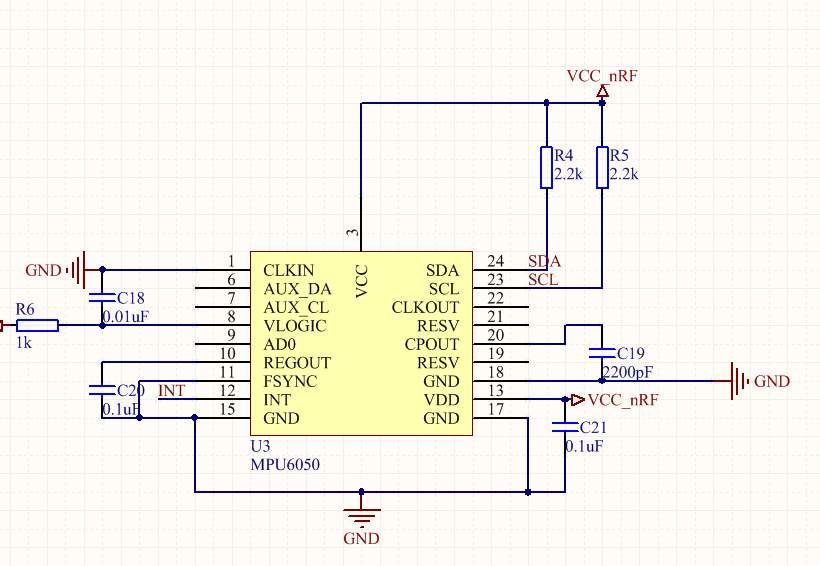 VCC_nRF
R4
2.2k
R5
2.2k
3
VCC
GND
1
CLKIN
6
AUX_DA
7
AUX_CL
8
VLOGIC
9
AD0
10
REGOUT
11
FSYNC
12
INT
15
GND
24
SDA
SDA
23
SCL
SCL
22
CLKOUT
21
RESV
20
CPOUT
19
RESV
18
GND
13
VDD
17
GND
C18
0.01uF
R6
1k
C20
0.1uF
INT
C19
2200pF
GND
VCC_nRF
C21
0.1uF
U3
MPU6050
GND